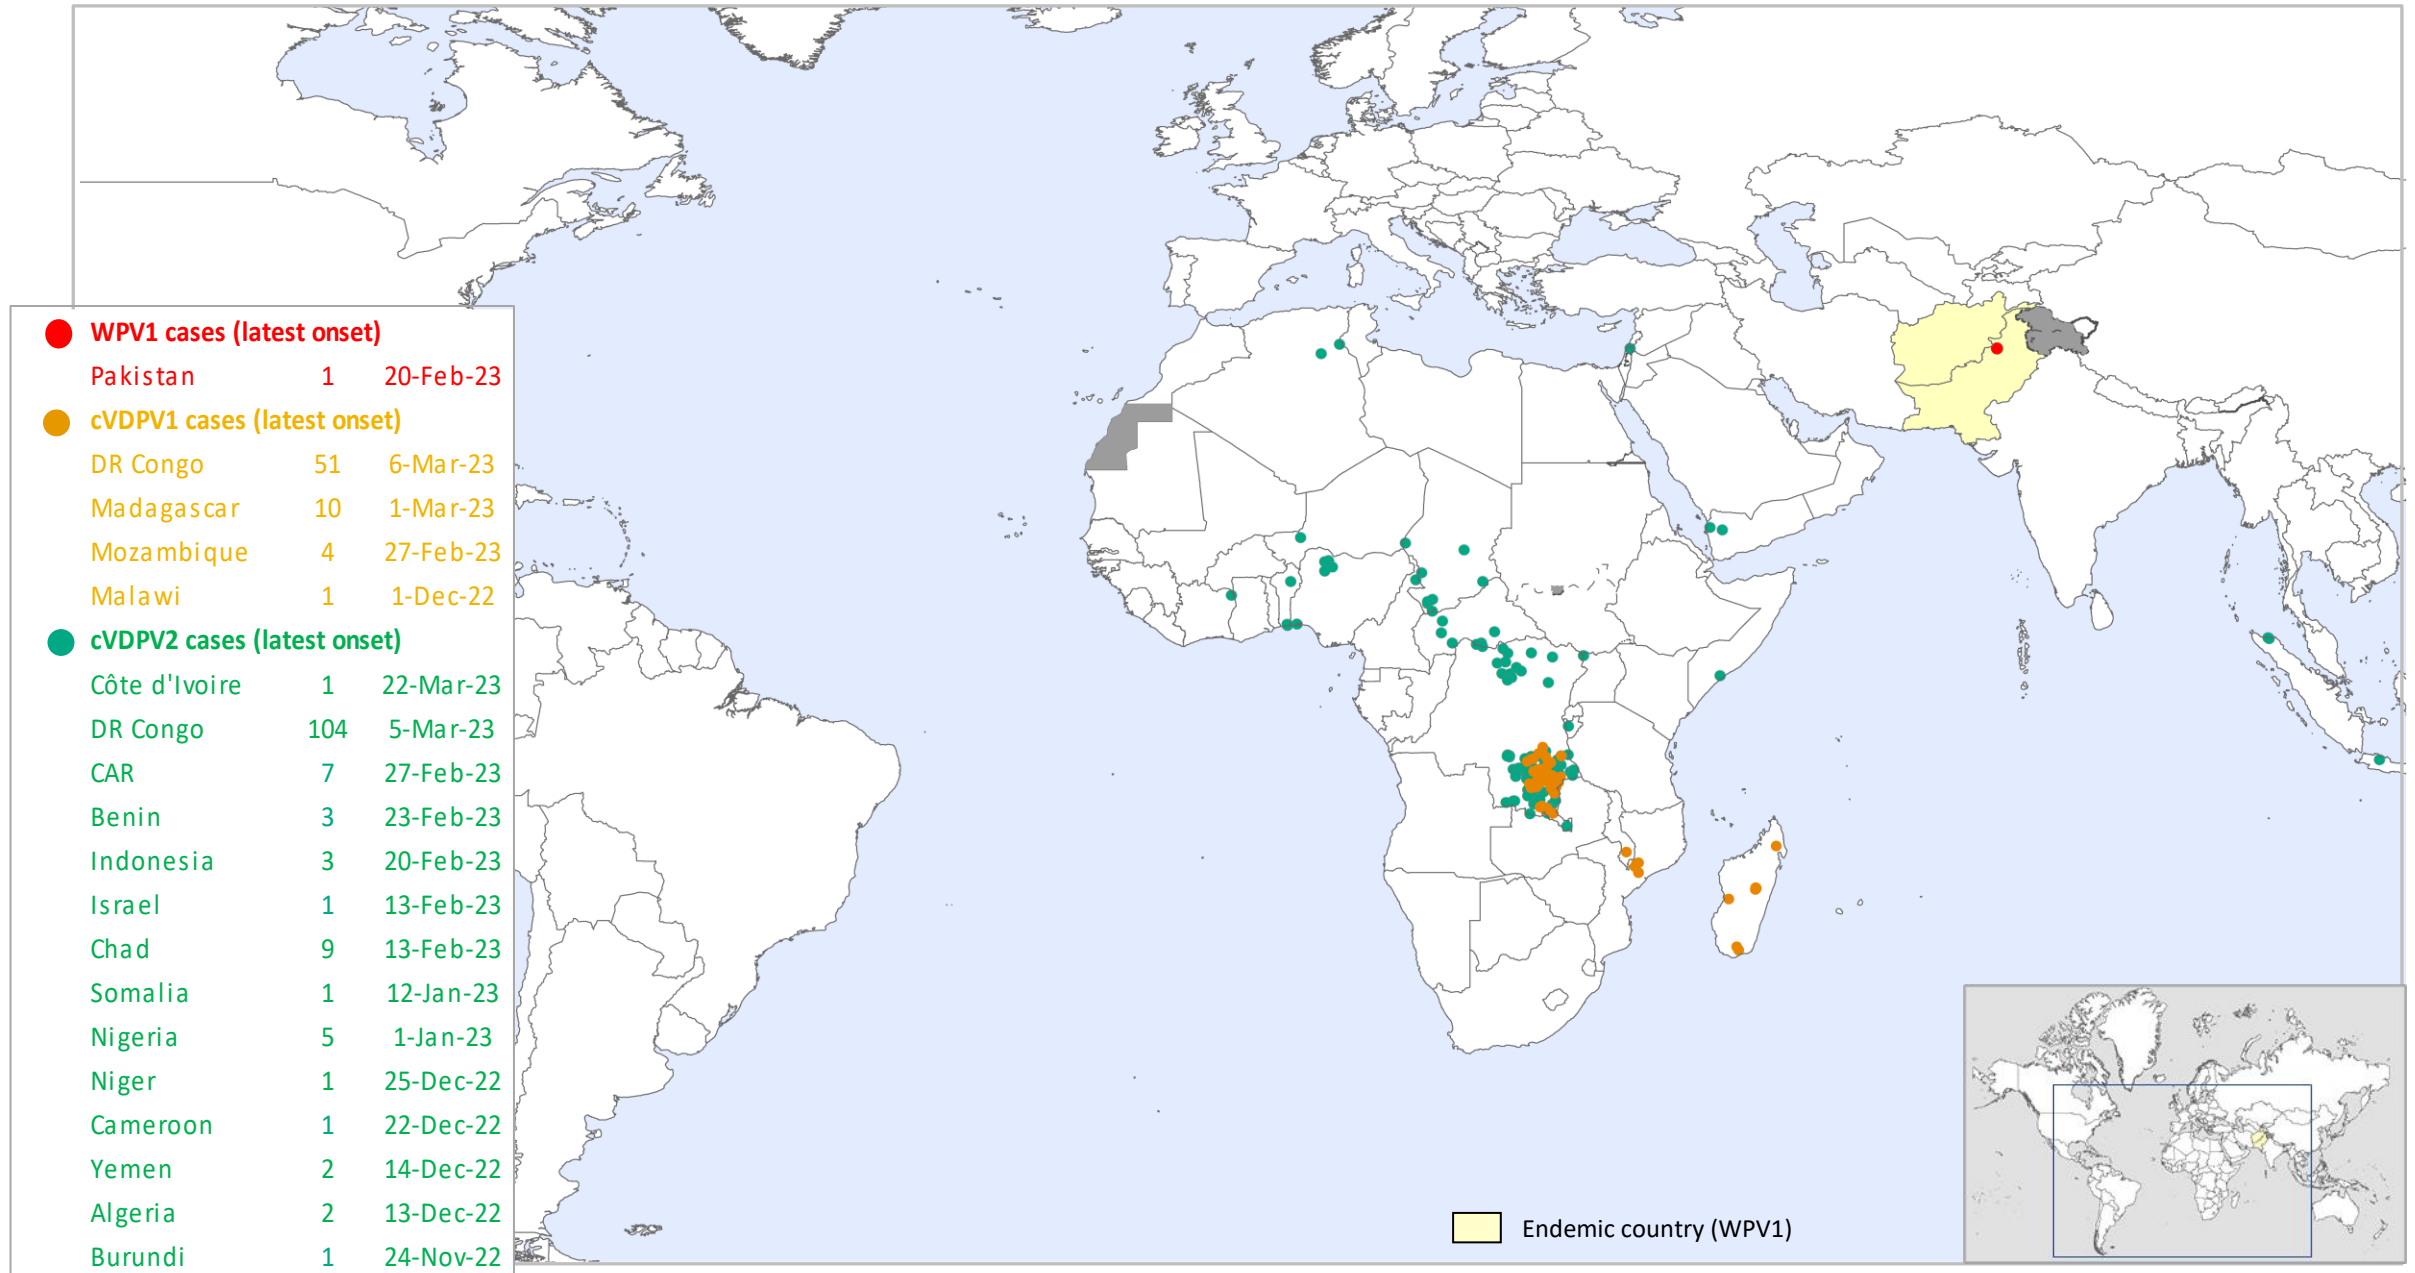 WPV1 cases (latest onset)
Pakistan 1 20-Feb-23
cVDPV1 cases (latest onset)
DR Congo 51 6-Mar-23
Madagascar 10 1-Mar-23
Mozambique 4 27-Feb-23
Malawi 1 1-Dec-22
cVDPV2 cases (latest onset)
Côte d'Ivoire 1 22-Mar-23
DR Congo 104 5-Mar-23
CAR 7 27-Feb-23
Benin 3 23-Feb-23
Indonesia 3 20-Feb-23
Israel 1 13-Feb-23
Chad 9 13-Feb-23
Somalia 1 12-Jan-23
Nigeria 5 1-Jan-23
Niger 1 25-Dec-22
Cameroon 1 22-Dec-22
Yemen 2 14-Dec-22
Algeria 2 13-Dec-22
Burundi 1 24-Nov-22
Endemic country (WPV1)